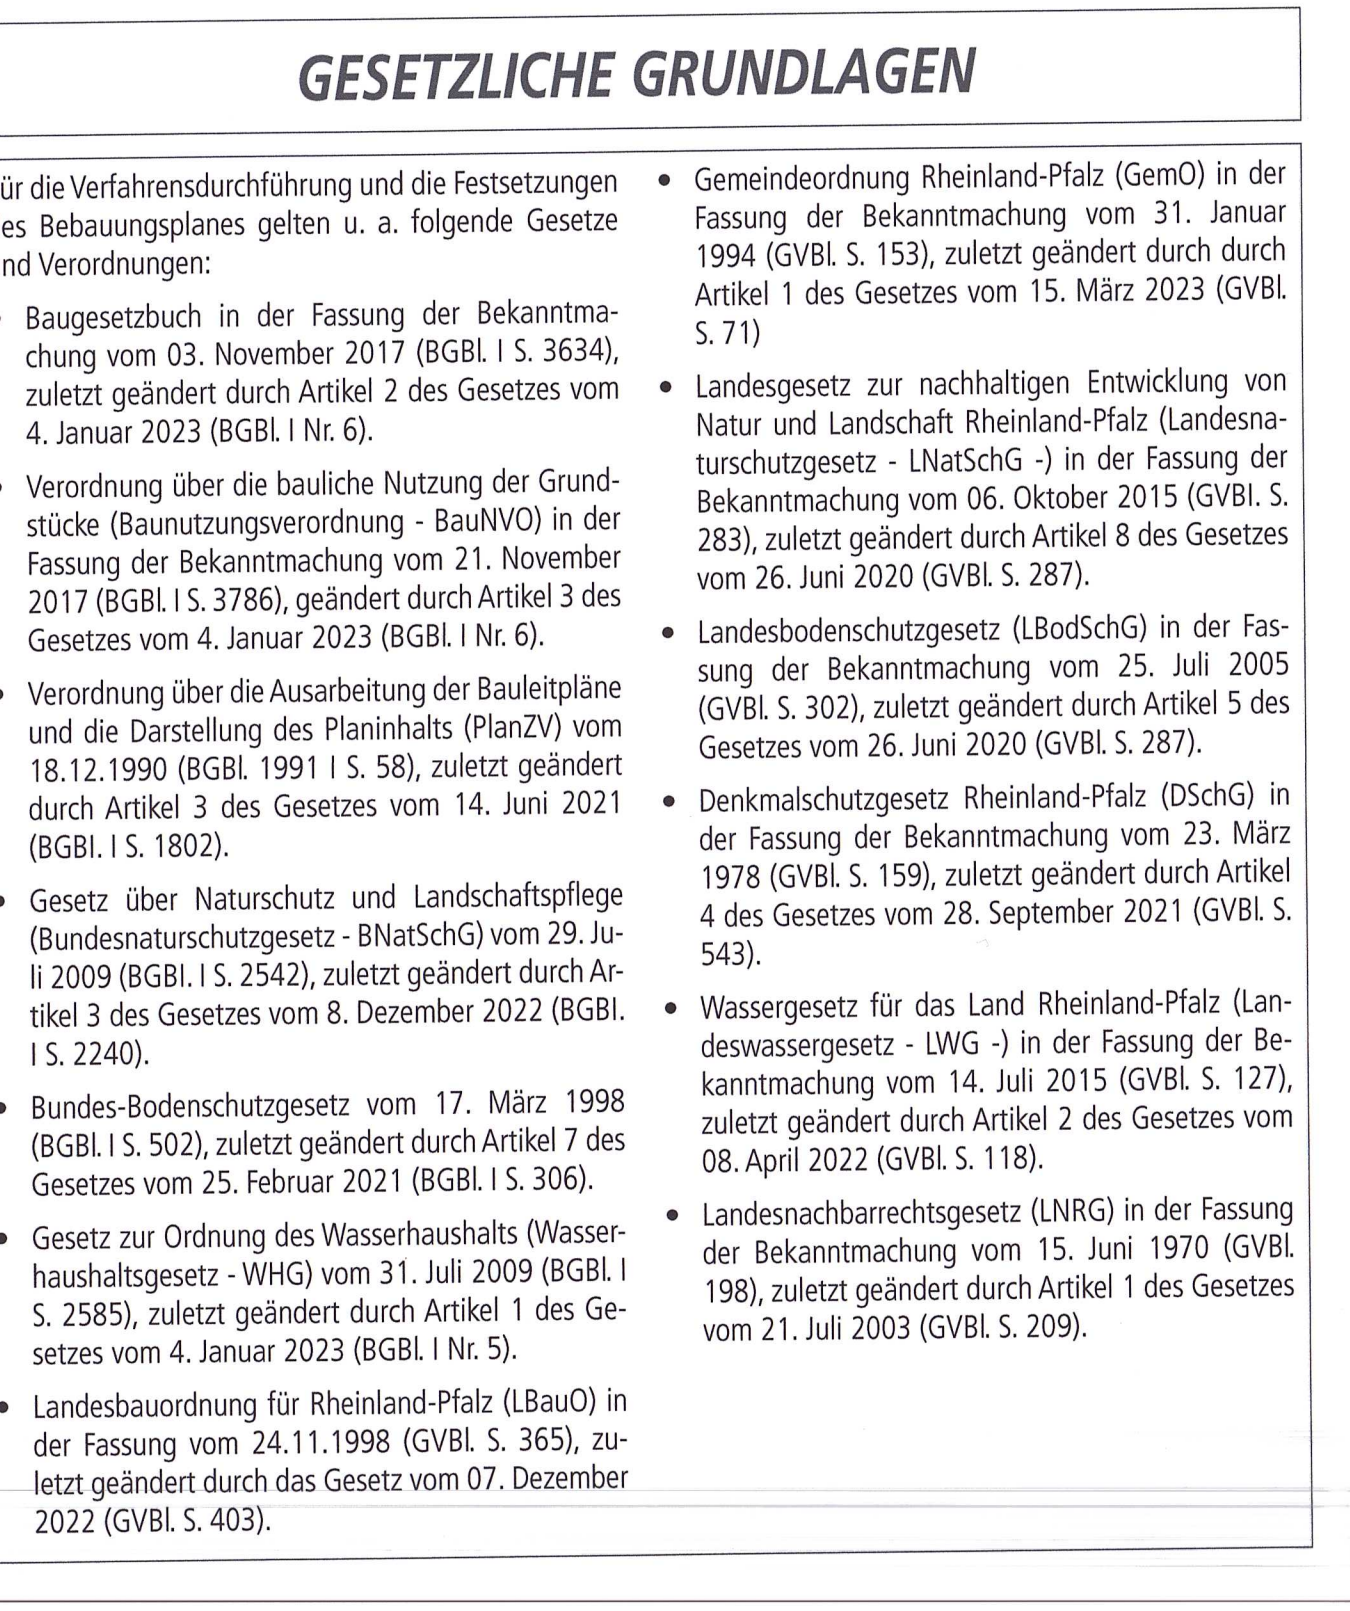 GESETZLICHE GRUNDLAGEN
ür die Verfahrensdurchführung und die Festsetzungen
es Bebauungsplanes gelten u. a. folgende Gesetze
nd Verordnungen:
Baugesetzbuch in der Fassung der Bekanntma-
chung vom 03. November 2017 (BGBl. I S. 3634),
zuletzt geändert durch Artikel 2 des Gesetzes vom
4. Januar 2023 (BGBl. I Nr. 6).
Verordnung über die bauliche Nutzung der Grund-
stücke (Baunutzungsverordnung - BauNVO) in der
Fassung der Bekanntmachung vom 21. November
2017 (BGBl. I S. 3786), geändert durch Artikel 3 des
Gesetzes vom 4. Januar 2023 (BGBl. I Nr. 6).
• Verordnung über die Ausarbeitung der Bauleitpläne
und die Darstellung des Planinhalts (PlanZV) vom
18.12.1990 (BGBl. 1991 I S. 58), zuletzt geändert
durch Artikel 3 des Gesetzes vom 14. Juni 2021
(BGBl. I S. 1802).
• Gesetz über Naturschutz und Landschaftspflege
(Bundesnaturschutzgesetz - BNatSchG) vom 29. Ju-
li 2009 (BGBl. I S. 2542), zuletzt geändert durch Ar-
tikel 3 des Gesetzes vom 8. Dezember 2022 (BGBl.
I S. 2240).
• Bundes-Bodenschutzgesetz vom 17. März 1998
(BGBl. I S. 502), zuletzt geändert durch Artikel 7 des
Gesetzes vom 25. Februar 2021 (BGBl. I S. 306).
• Gesetz zur Ordnung des Wasserhaushalts (Wasser-
haushaltsgesetz - WHG) vom 31. Juli 2009 (BGBl. I
S. 2585), zuletzt geändert durch Artikel 1 des Ge-
setzes vom 4. Januar 2023 (BGBl. I Nr. 5).
• Landesbauordnung für Rheinland-Pfalz (LBauO) in
der Fassung vom 24.11.1998 (GVBl. S. 365), zu-
letzt geändert durch das Gesetz vom 07. Dezember
2022 (GVBl. S. 403).
• Gemeindeordnung Rheinland-Pfalz (GemO) in der
Fassung der Bekanntmachung vom 31. Januar
1994 (GVBl. S. 153), zuletzt geändert durch durch
Artikel 1 des Gesetzes vom 15. März 2023 (GVBl.
S. 71)
• Landesgesetz zur nachhaltigen Entwicklung von
Natur und Landschaft Rheinland-Pfalz (Landesna-
turschutzgesetz - LNatSchG -) in der Fassung der
Bekanntmachung vom 06. Oktober 2015 (GVBl. S.
283), zuletzt geändert durch Artikel 8 des Gesetzes
vom 26. Juni 2020 (GVBl. S. 287).
• Landesbodenschutzgesetz (LBodSchG) in der Fas-
sung der Bekanntmachung vom 25. Juli 2005
(GVBl. S. 302), zuletzt geändert durch Artikel 5 des
Gesetzes vom 26. Juni 2020 (GVBl. S. 287).
• Denkmalschutzgesetz Rheinland-Pfalz (DSchG) in
der Fassung der Bekanntmachung vom 23. März
1978 (GVBl. S. 159), zuletzt geändert durch Artikel
4 des Gesetzes vom 28. September 2021 (GVBl. S.
543).
• Wassergesetz für das Land Rheinland-Pfalz (Lan-
deswassergesetz - LWG -) in der Fassung der Be-
kanntmachung vom 14. Juli 2015 (GVBl. S. 127),
zuletzt geändert durch Artikel 2 des Gesetzes vom
08. April 2022 (GVBl. S. 118).
• Landesnachbarrechtsgesetz (LNRG) in der Fassung
der Bekanntmachung vom 15. Juni 1970 (GVBl.
198), zuletzt geändert durch Artikel 1 des Gesetzes
vom 21. Juli 2003 (GVBl. S. 209).